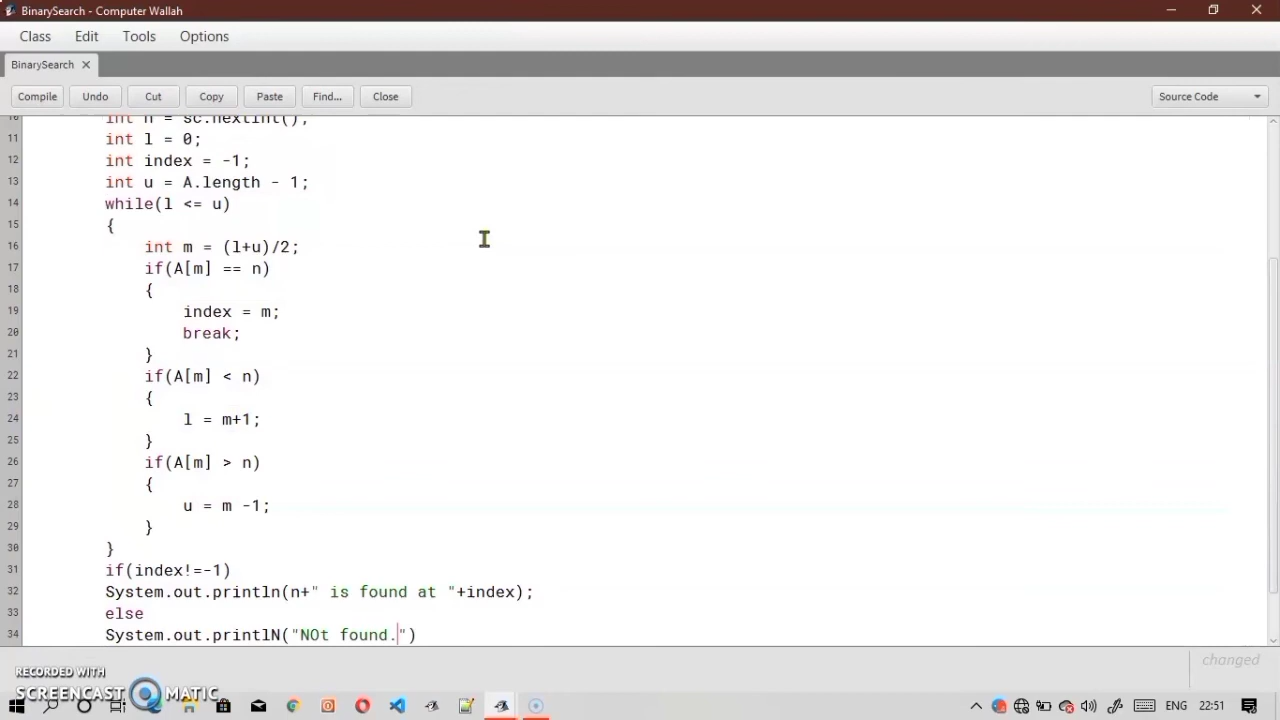 BinarySearch - Computer Wallah
Class Edit Tools Options
BinarySearch
Compile Undo Cut Copy Paste Find... Close Source Code
10 int n = sc.nextInt();
11 int l = 0;
12 int index = -1;
13 int u = A.length - 1;
14 while(l <= u)
15 {
16 int m = (l+u)/2;
17 if(A[m] == n)
18 {
19 index = m;
20 break;
21 }
22 if(A[m] < n)
23 {
24 l = m+1;
25 }
26 if(A[m] > n)
27 {
28 u = m -1;
29 }
30 }
31 if(index!=-1)
32 System.out.println(n+" is found at "+index);
33 else
34 System.out.printlN("NOt found.")
changed
RECORDED WITH
SCREENCAST MATIC
ENG 22:51